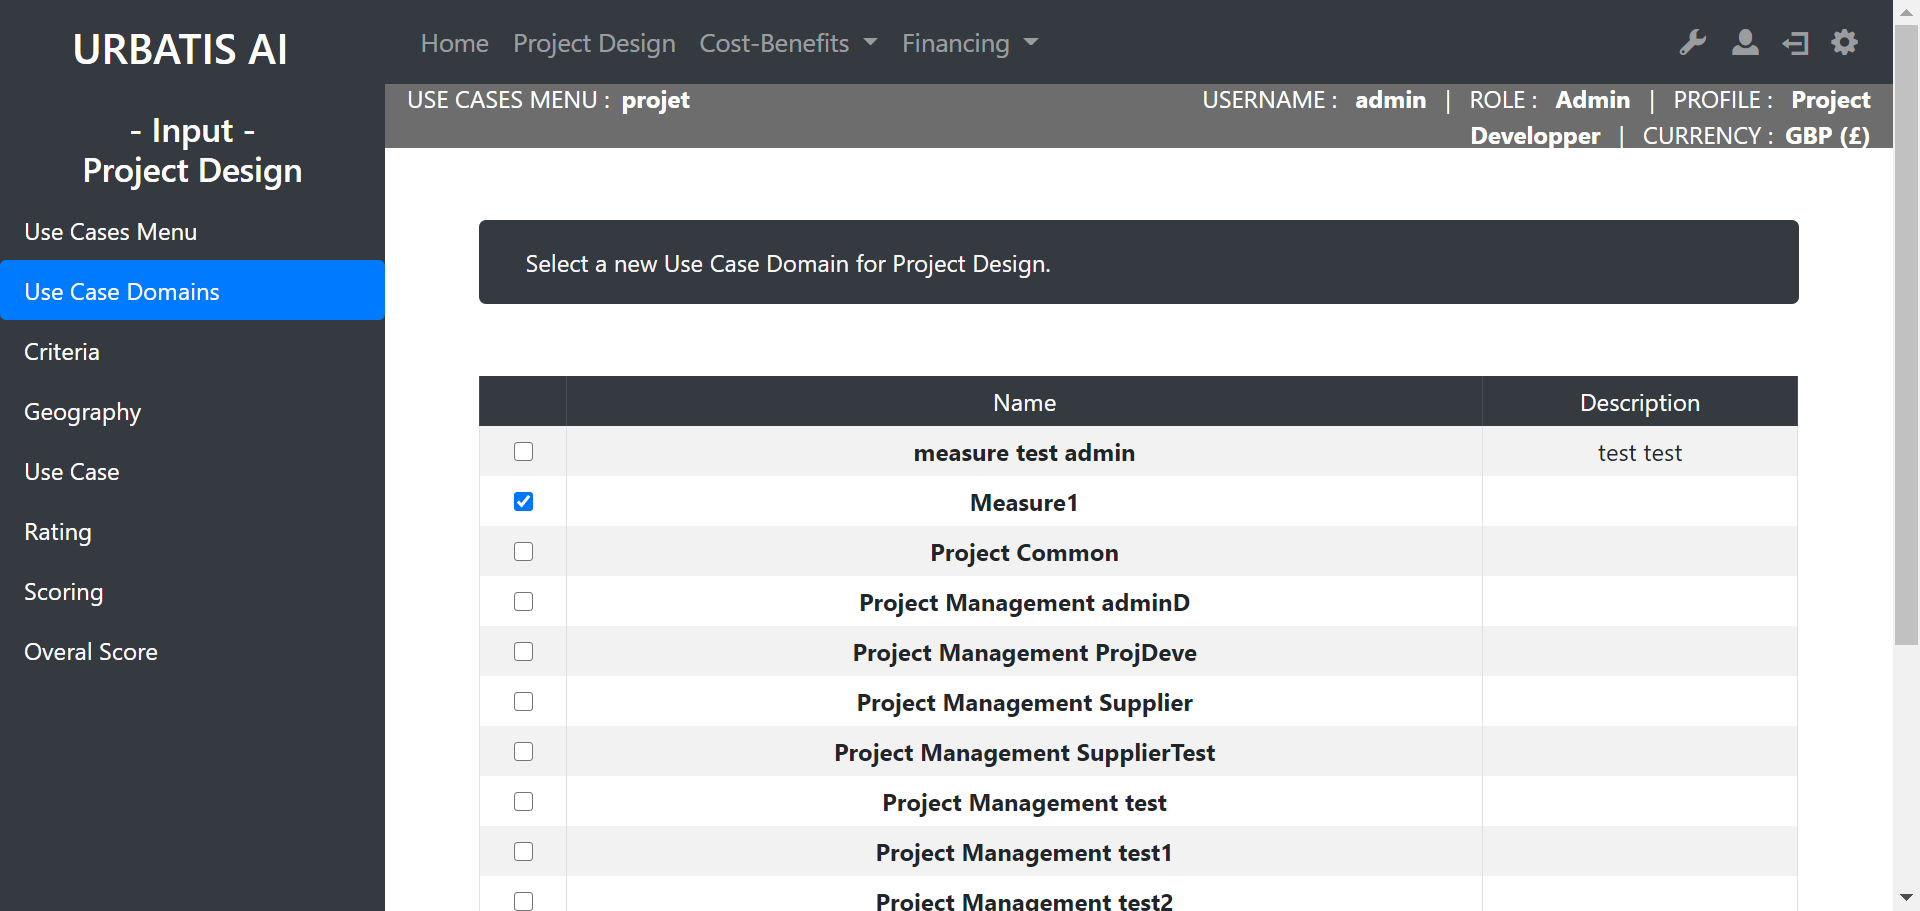 URBATIS AI
Home Project Design Cost-Benefits Financing
- Input -
Project Design
USE CASES MENU : projet
USERNAME : admin | ROLE : Admin | PROFILE : Project
Developper | CURRENCY : GBP (£)
Use Cases Menu
Use Case Domains
Criteria
Geography
Use Case
Rating
Scoring
Overal Score
Select a new Use Case Domain for Project Design.
Name Description
measure test admin test test
Measure1
Project Common
Project Management adminD
Project Management ProjDeve
Project Management Supplier
Project Management SupplierTest
Project Management test
Project Management test1
Project Management test2